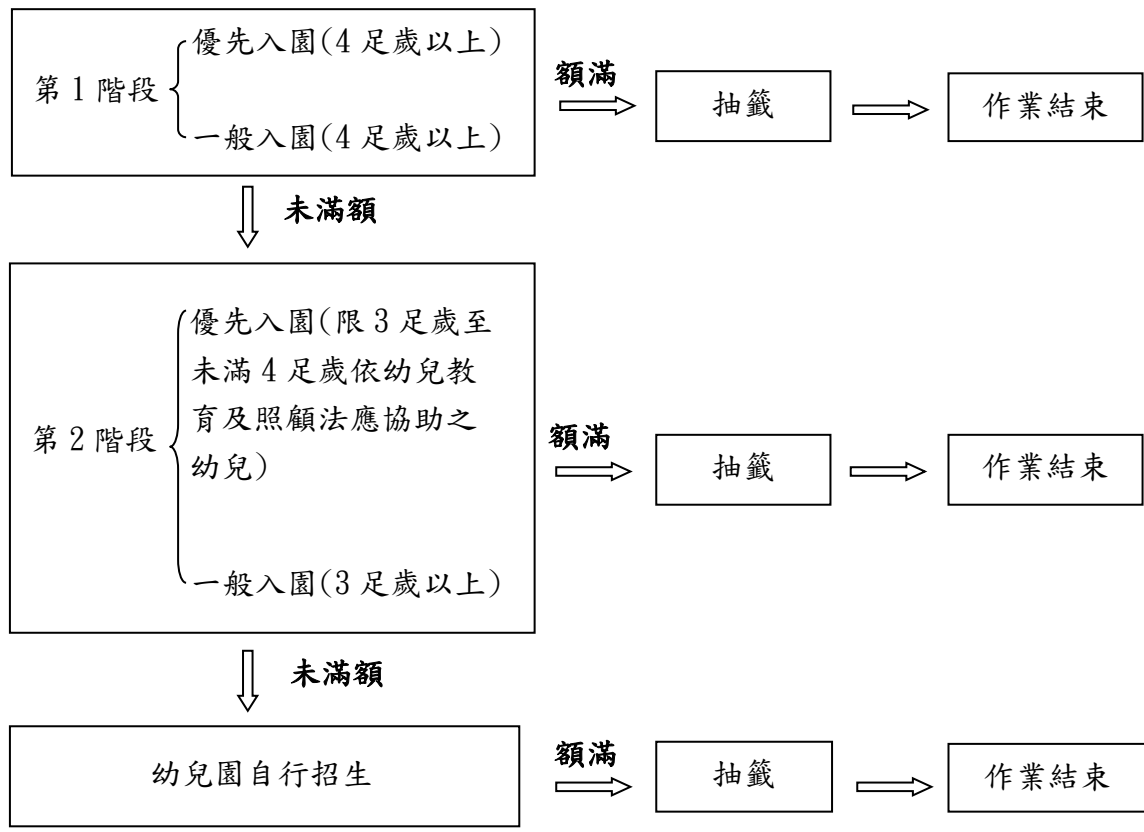 優先入園(4 足歲以上)
第 1 階段
一般入園(4 足歲以上)
額滿
抽籤
作業結束
未滿額
優先入園(限 3 足歲至
未滿 4 足歲依幼兒教
育及照顧法應協助之
幼兒)
第 2 階段
一般入園(3 足歲以上)
額滿
抽籤
作業結束
未滿額
幼兒園自行招生
額滿
抽籤
作業結束